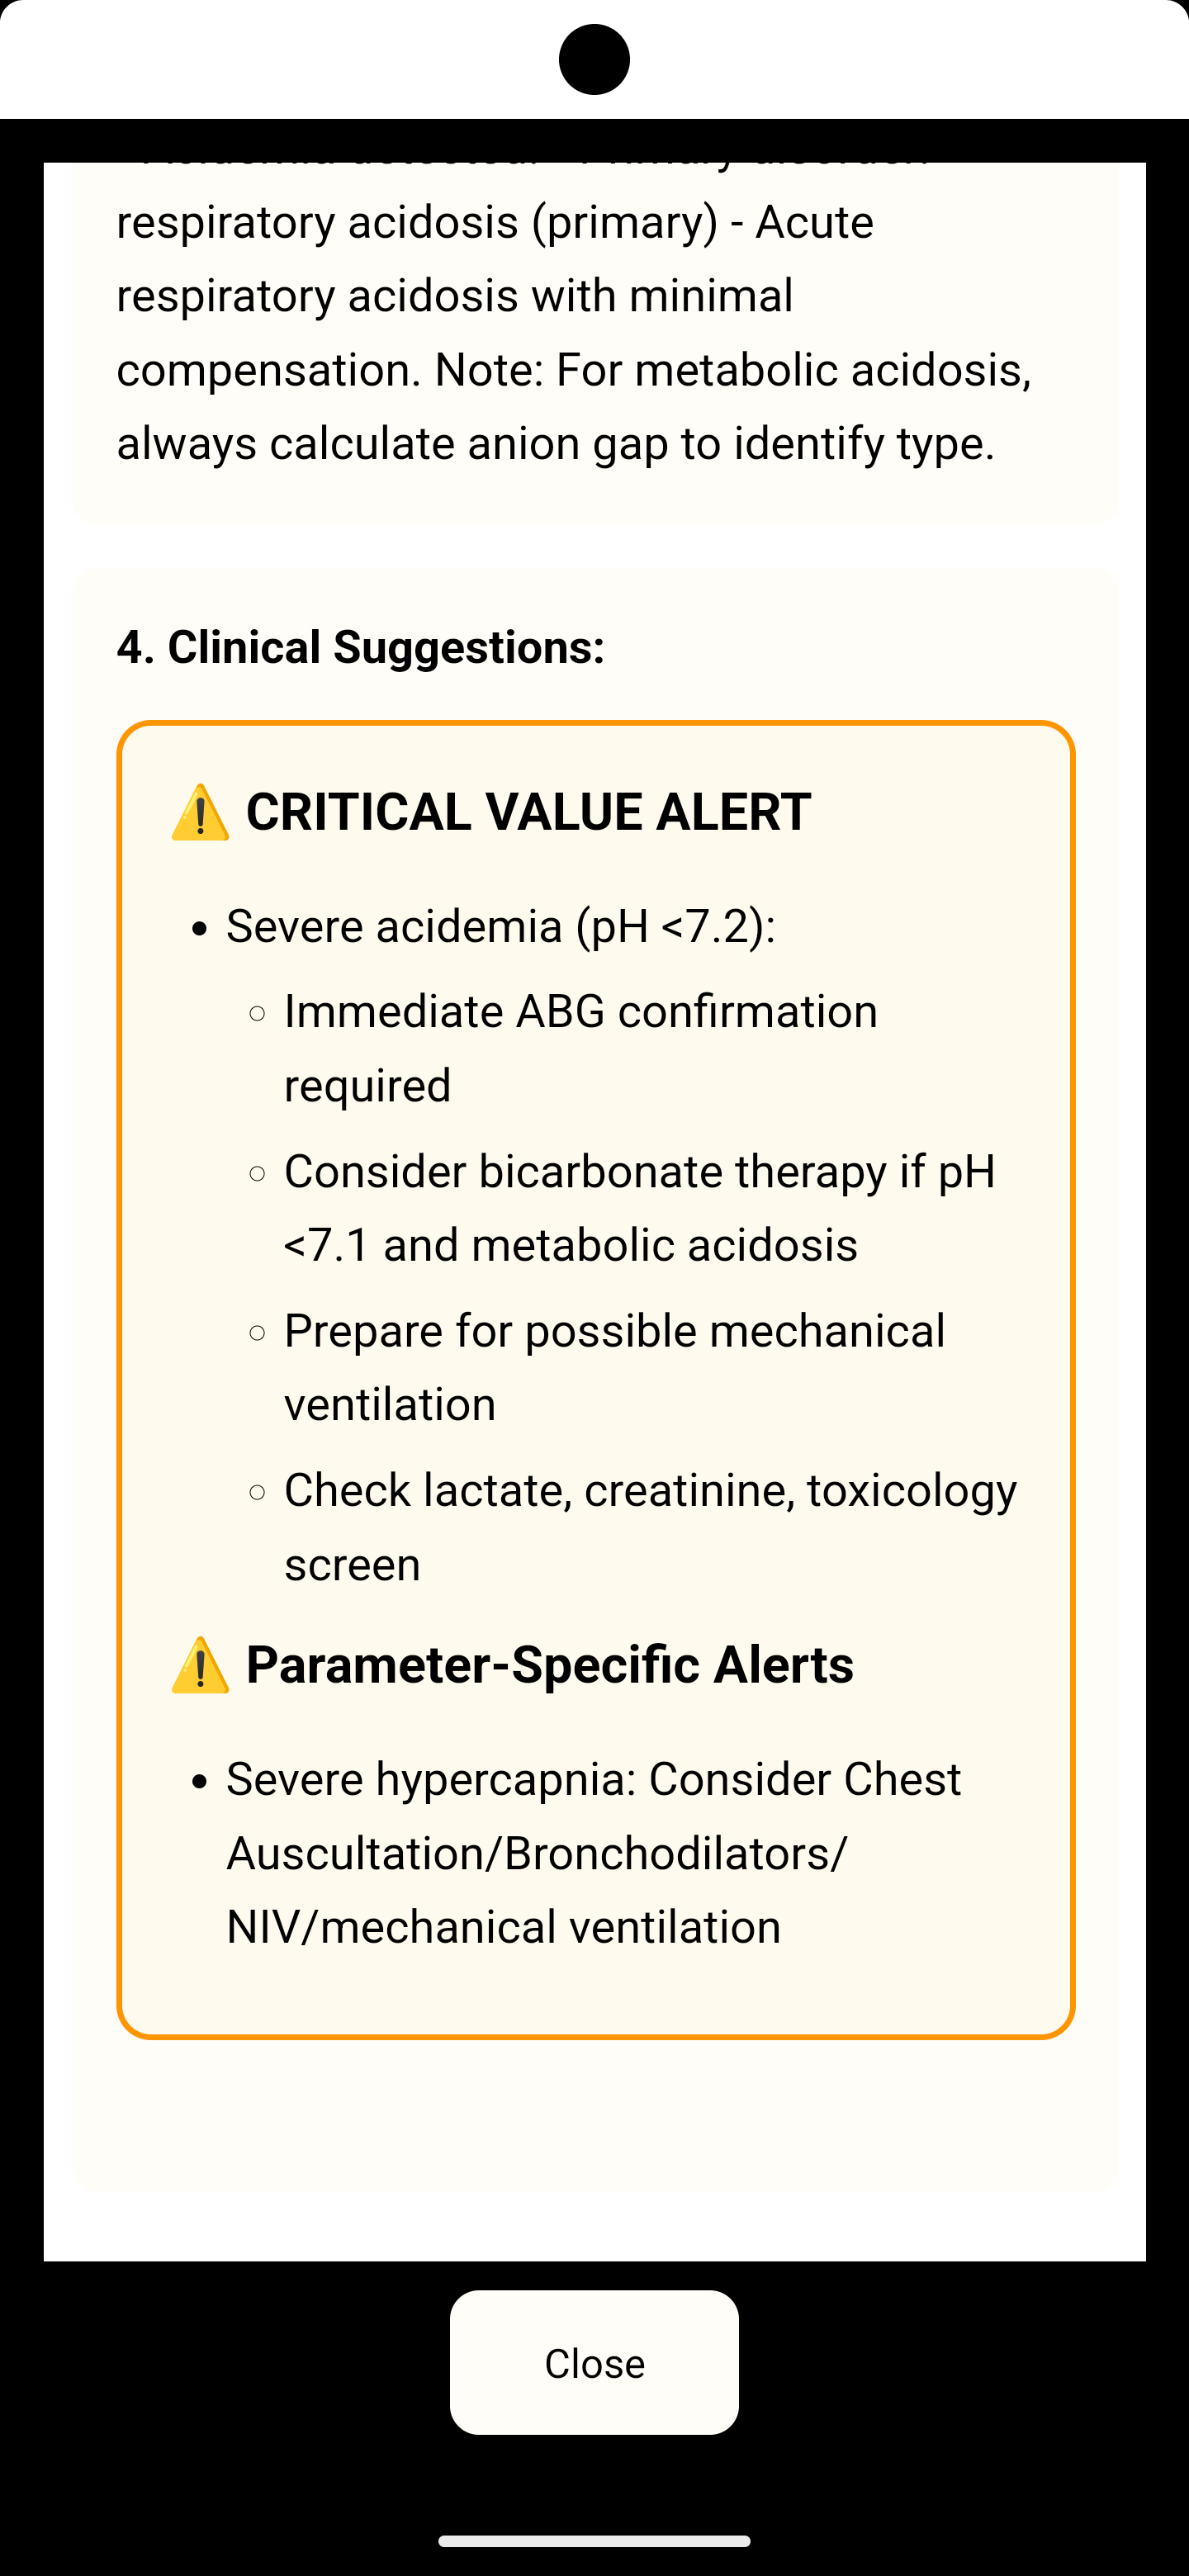 respiratory acidosis (primary) - Acute
respiratory acidosis with minimal
compensation. Note: For metabolic acidosis,
always calculate anion gap to identify type.
4. Clinical Suggestions:
⚠️ CRITICAL VALUE ALERT
• Severe acidemia (pH <7.2):
○ Immediate ABG confirmation
required
○ Consider bicarbonate therapy if pH
<7.1 and metabolic acidosis
○ Prepare for possible mechanical
ventilation
○ Check lactate, creatinine, toxicology
screen
⚠️ Parameter-Specific Alerts
• Severe hypercapnia: Consider Chest
Auscultation/Bronchodilators/
NIV/mechanical ventilation
Close